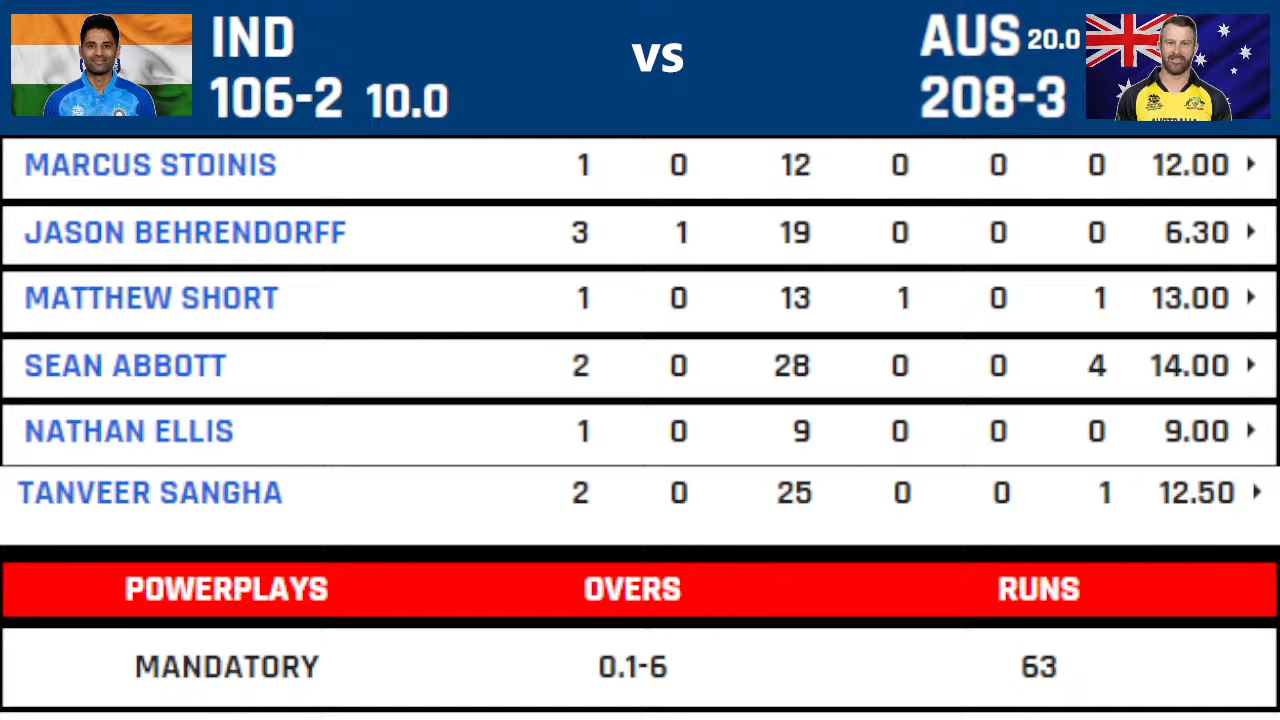 IND
106-2 10.0
VS
AUS 20.0
208-3
MARCUS STOINIS 1 0 12 0 0 0 12.00
JASON BEHRENDORFF 3 1 19 0 0 0 6.30
MATTHEW SHORT 1 0 13 1 0 1 13.00
SEAN ABBOTT 2 0 28 0 0 4 14.00
NATHAN ELLIS 1 0 9 0 0 0 9.00
TANVEER SANGHA 2 0 25 0 0 1 12.50
POWERPLAYS OVERS RUNS
MANDATORY 0.1-6 63